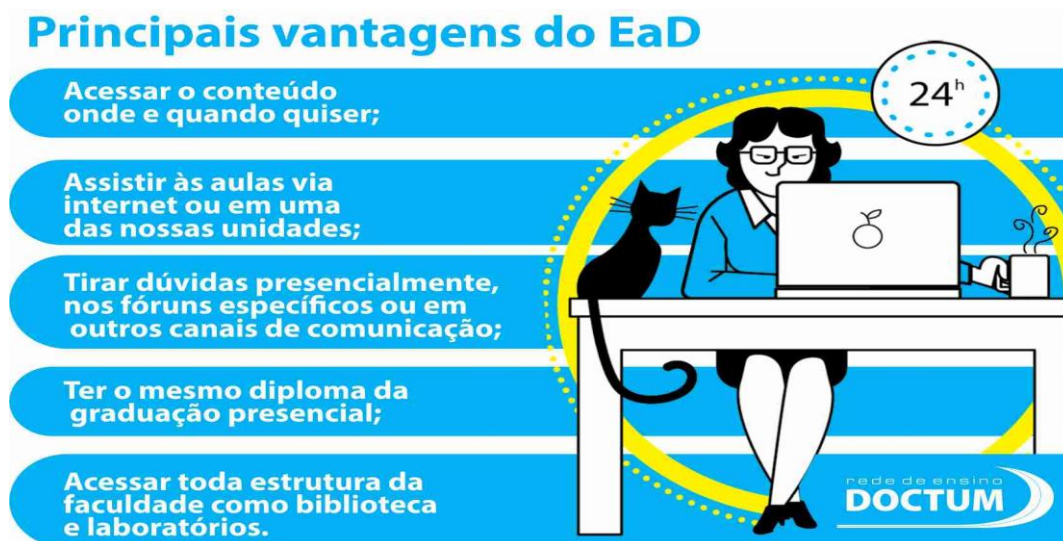 Principais vantagens do EaD
Acessar o conteúdo
onde e quando quiser;
24h
Assistir às aulas via
internet ou em uma
das nossas unidades;
Tirar dúvidas presencialmente,
nos fóruns específicos ou em
outros canais de comunicação;
Ter o mesmo diploma da
graduação presencial;
Acessar toda estrutura da
faculdade como biblioteca
e laboratórios.
rede de ensino
DOCTUM